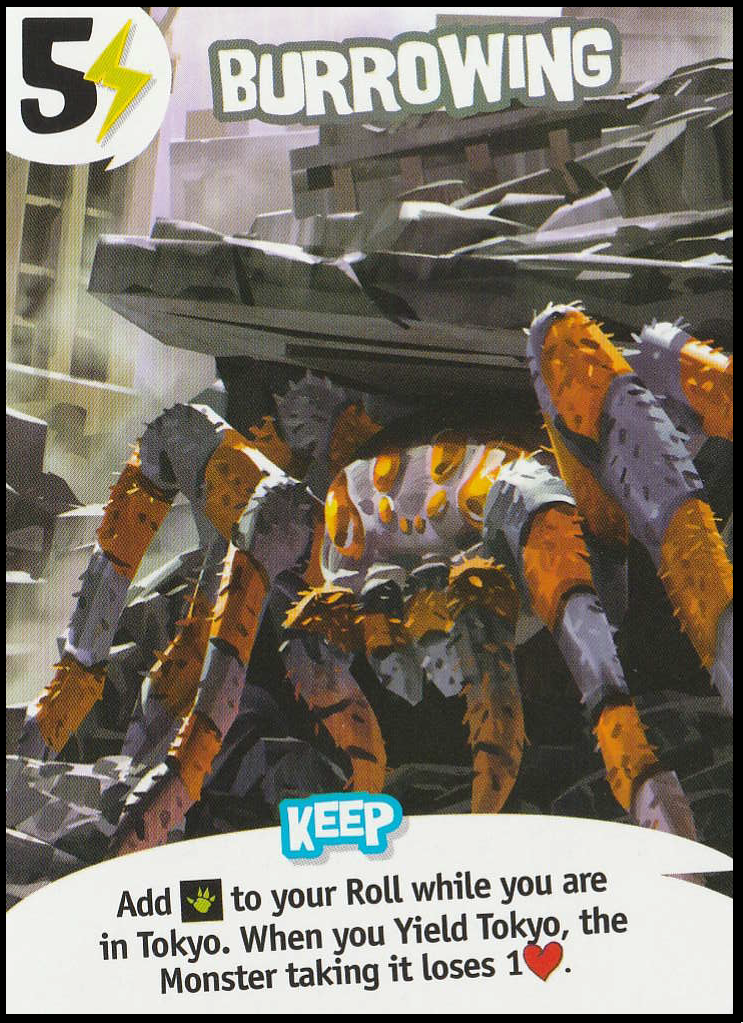 5
BURROWING
KEEP
Add to your Roll while you are
in Tokyo. When you Yield Tokyo, the
Monster taking it loses 1.